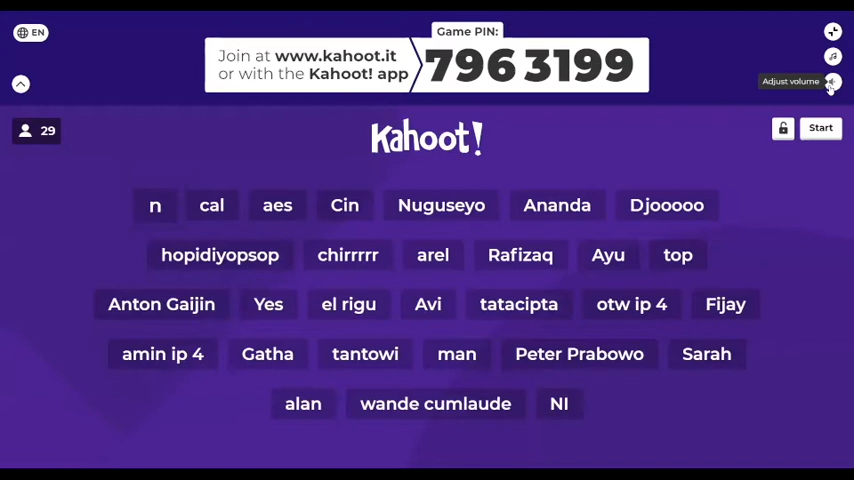 EN
Game PIN:
Join at www.kahoot.it
or with the Kahoot! app
796 3199
Adjust volume
29
Kahoot!
Start
n cal aes Cin Nuguseyo Ananda Djooooo
hopidiyopsop chirrrrr arel Rafizaq Ayu top
Anton Gaijin Yes el rigu Avi tatacipta otw ip 4 Fijay
amin ip 4 Gatha tantowi man Peter Prabowo Sarah
alan wande cumlaude NI